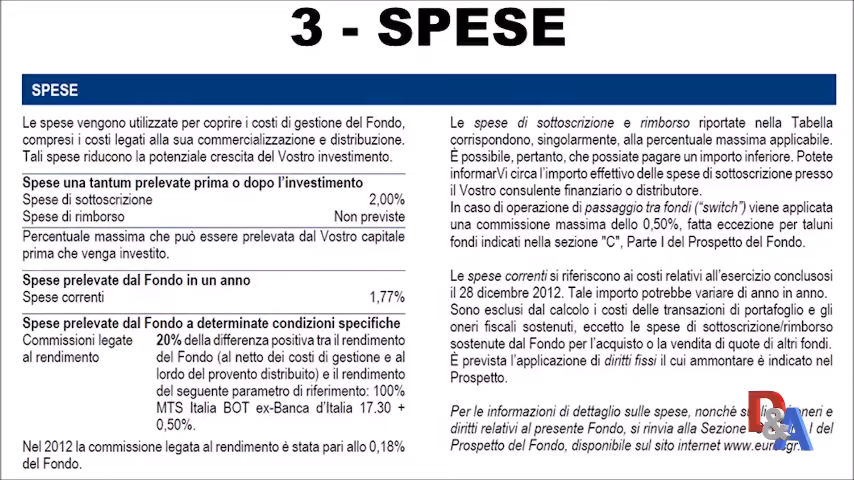 3 - SPESE
SPESE
Le spese vengono utilizzate per coprire i costi di gestione del Fondo,
compresi i costi legati alla sua commercializzazione e distribuzione.
Tali spese riducono la potenziale crescita del Vostro investimento.
Spese una tantum prelevate prima o dopo l'investimento
Spese di sottoscrizione 2,00%
Spese di rimborso Non previste
Percentuale massima che può essere prelevata dal Vostro capitale
prima che venga investito.
Spese prelevate dal Fondo in un anno
Spese correnti 1,77%
Spese prelevate dal Fondo a determinate condizioni specifiche
Commissioni legate 20% della differenza positiva tra il rendimento
al rendimento del Fondo (al netto dei costi di gestione e al
lordo del provento distribuito) e il rendimento
del seguente parametro di riferimento: 100%
MTS Italia BOT ex-Banca d'Italia 17.30 +
0,50%.
Nel 2012 la commissione legata al rendimento è stata pari allo 0,18%
del Fondo.
Le spese di sottoscrizione e rimborso riportate nella Tabella
corrispondono, singolarmente, alla percentuale massima applicabile.
È possibile, pertanto, che possiate pagare un importo inferiore. Potete
informarVi circa l'importo effettivo delle spese di sottoscrizione presso
il Vostro consulente finanziario o distributore.
In caso di operazione di passaggio tra fondi ("switch") viene applicata
una commissione massima dello 0,50%, fatta eccezione per taluni
fondi indicati nella sezione "C", Parte I del Prospetto del Fondo.
Le spese correnti si riferiscono ai costi relativi all'esercizio conclusosi
il 28 dicembre 2012. Tale importo potrebbe variare di anno in anno.
Sono esclusi dal calcolo i costi delle transazioni di portafoglio e gli
oneri fiscali sostenuti, eccetto le spese di sottoscrizione/rimborso
sostenute dal Fondo per l'acquisto o la vendita di quote di altri fondi.
È prevista l'applicazione di diritti fissi il cui ammontare è indicato nel
Prospetto.
Per le informazioni di dettaglio sulle spese, nonché
diritti relativi al presente Fondo, si rinvia alla Sezione I del
Prospetto del Fondo, disponibile sul sito internet
D&A